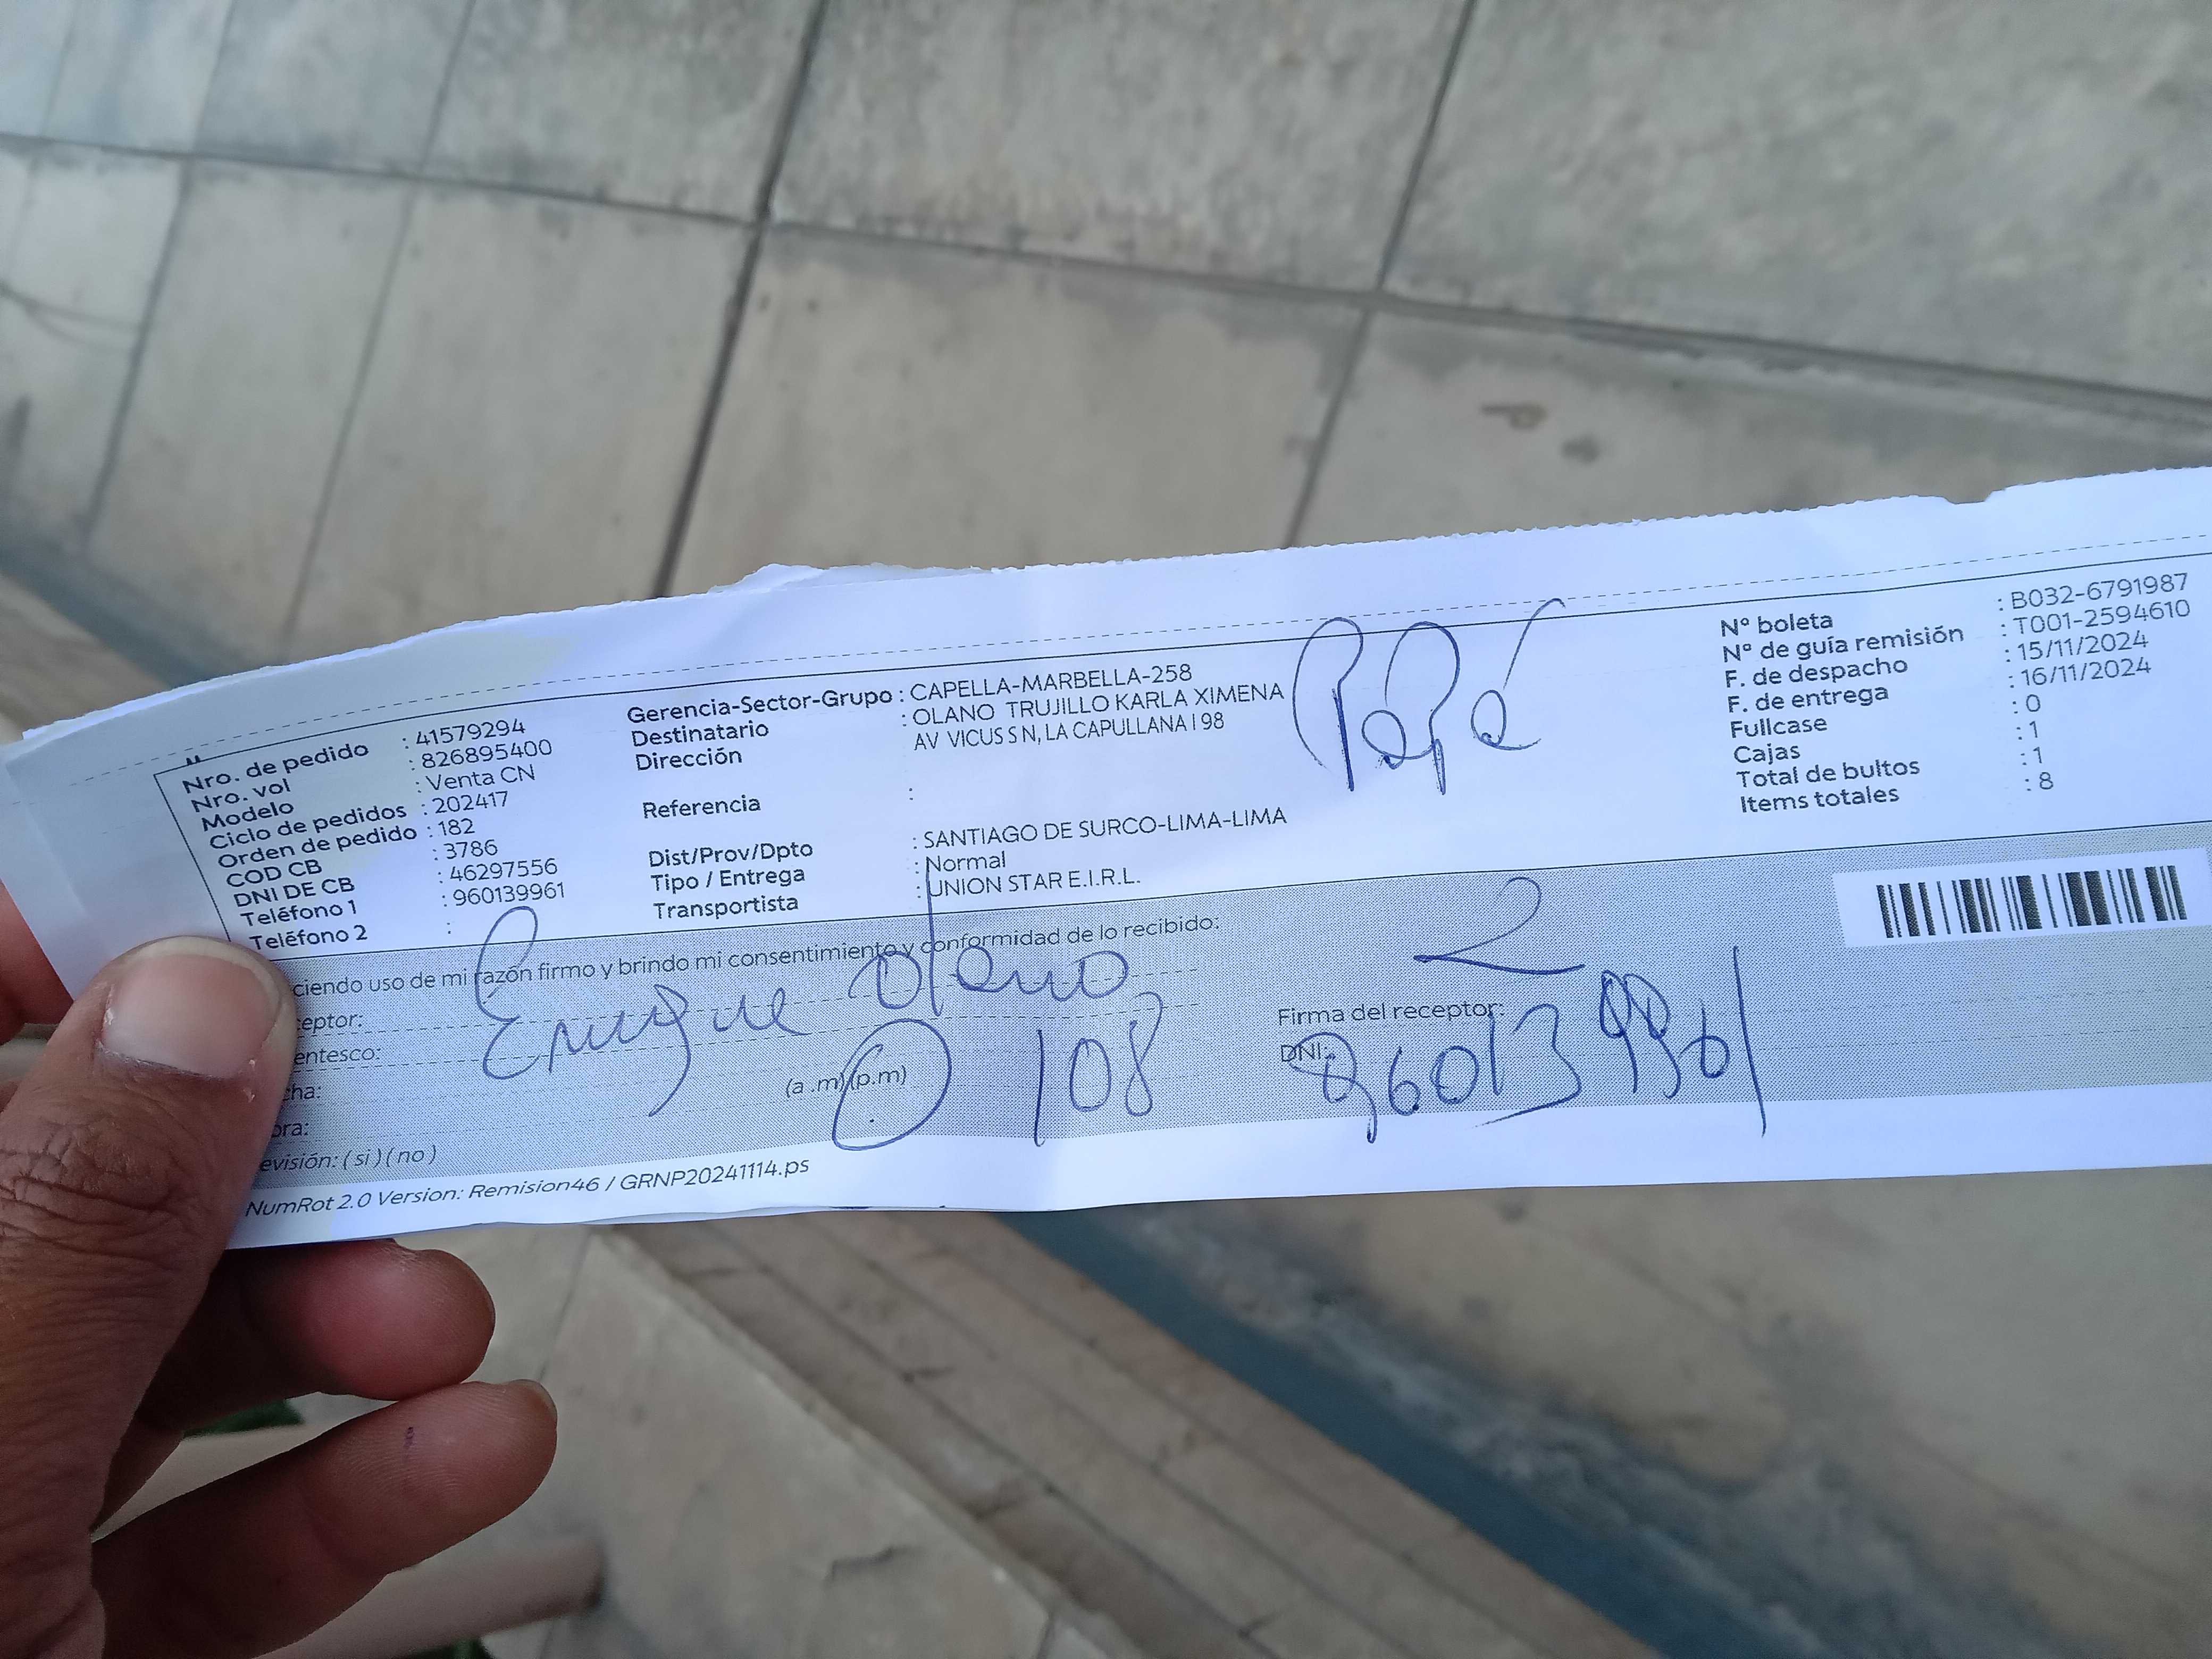 Nro. de pedido : 41579294
Nro. vol : 826895400
Modelo : Venta CN
Ciclo de pedidos : 202417
Orden de pedido : 182
COD CB : 3786
DNI DE CB : 46297556
Teléfono 1 : 960139961
Teléfono 2 :
Gerencia-Sector-Grupo : CAPELLA-MARBELLA-258
Destinatario : OLANO TRUJILLO KARLA XIMENA
Dirección AV VICUS S N, LA CAPULLANA I 98
Referencia :
Dist/Prov/Dpto : SANTIAGO DE SURCO-LIMA-LIMA
Tipo / Entrega : Normal
Transportista : UNION STAR E.I.R.L.
Papá
N° boleta : B032-6791987
N° de guía remisión : T001-2594610
F. de despacho : 15/11/2024
F. de entrega : 16/11/2024
Fullcase : 0
Cajas : 1
Total de bultos : 1
Items totales : 8
ciendo uso de mi razón firmo y brindo mi consentimiento y conformidad de lo recibido:
eptor: Enrique Olano
entesco:
cha:
(a .m) (p.m) 108
ora:
evisión: ( si ) ( no )
Firma del receptor:
DNI: 960139961
NumRot 2.0 Version: Remision46 / GRNP20241114.ps